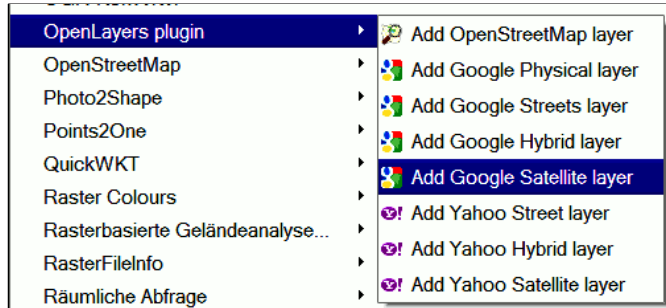 OpenLayers plugin
OpenStreetMap
Photo2Shape
Points2One
QuickWKT
Raster Colours
Rasterbasierte Geländeanalyse...
RasterFileInfo
Räumliche Abfrage
Add OpenStreetMap layer
Add Google Physical layer
Add Google Streets layer
Add Google Hybrid layer
Add Google Satellite layer
Y! Add Yahoo Street layer
Y! Add Yahoo Hybrid layer
Y! Add Yahoo Satellite layer